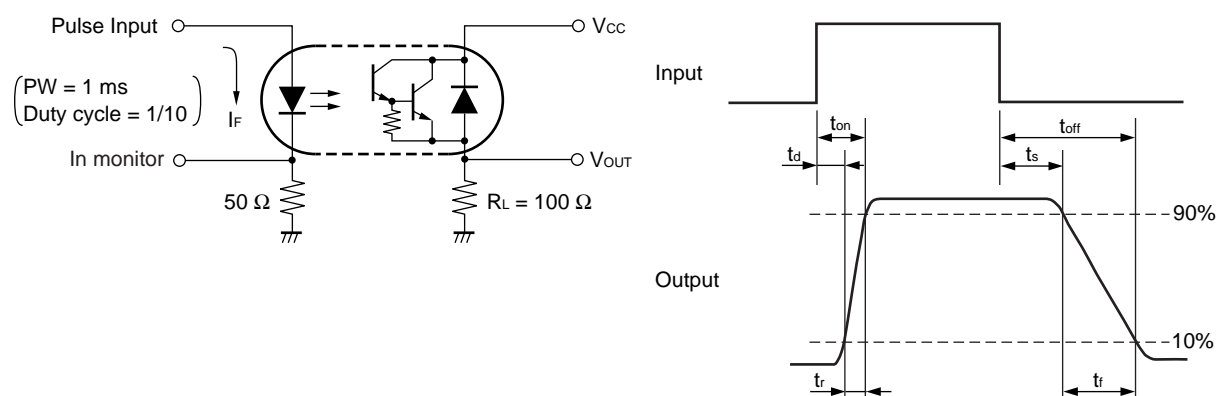 Pulse Input
VCC
(PW = 1 ms
Duty cycle = 1/10)
IF
In monitor
VOUT
50 Ω
RL = 100 Ω
Input
ton
toff
td
ts
90%
Output
10%
tr
tf